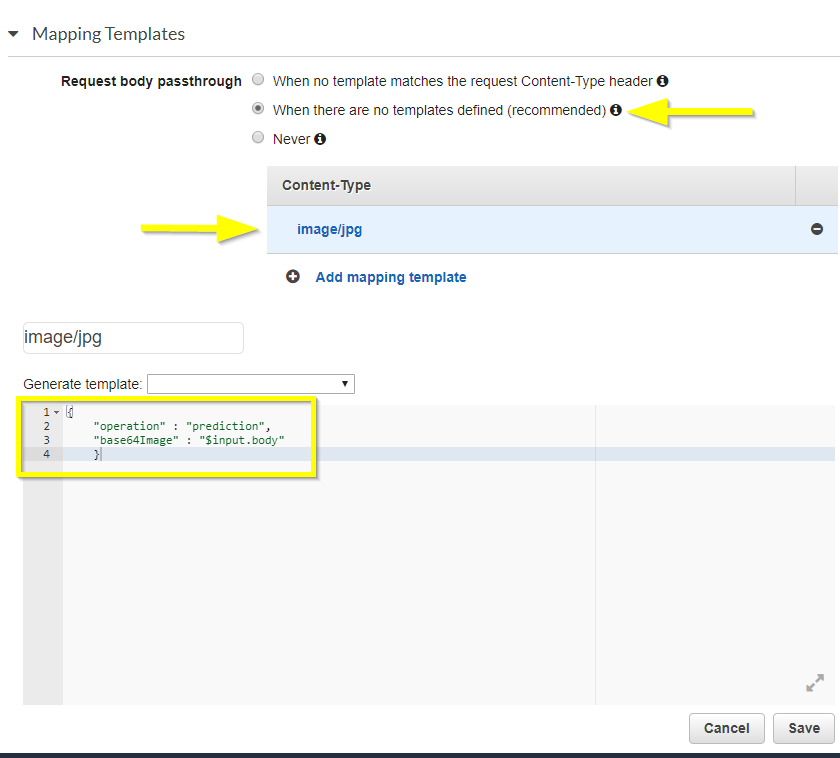 Mapping Templates
Request body passthrough
When no template matches the request Content-Type header
When there are no templates defined (recommended)
Never
Content-Type
image/jpg
Add mapping template
image/jpg
Generate template:
1 {
2 "operation" : "prediction",
3 "base64Image" : "$input.body"
4 }
Cancel Save